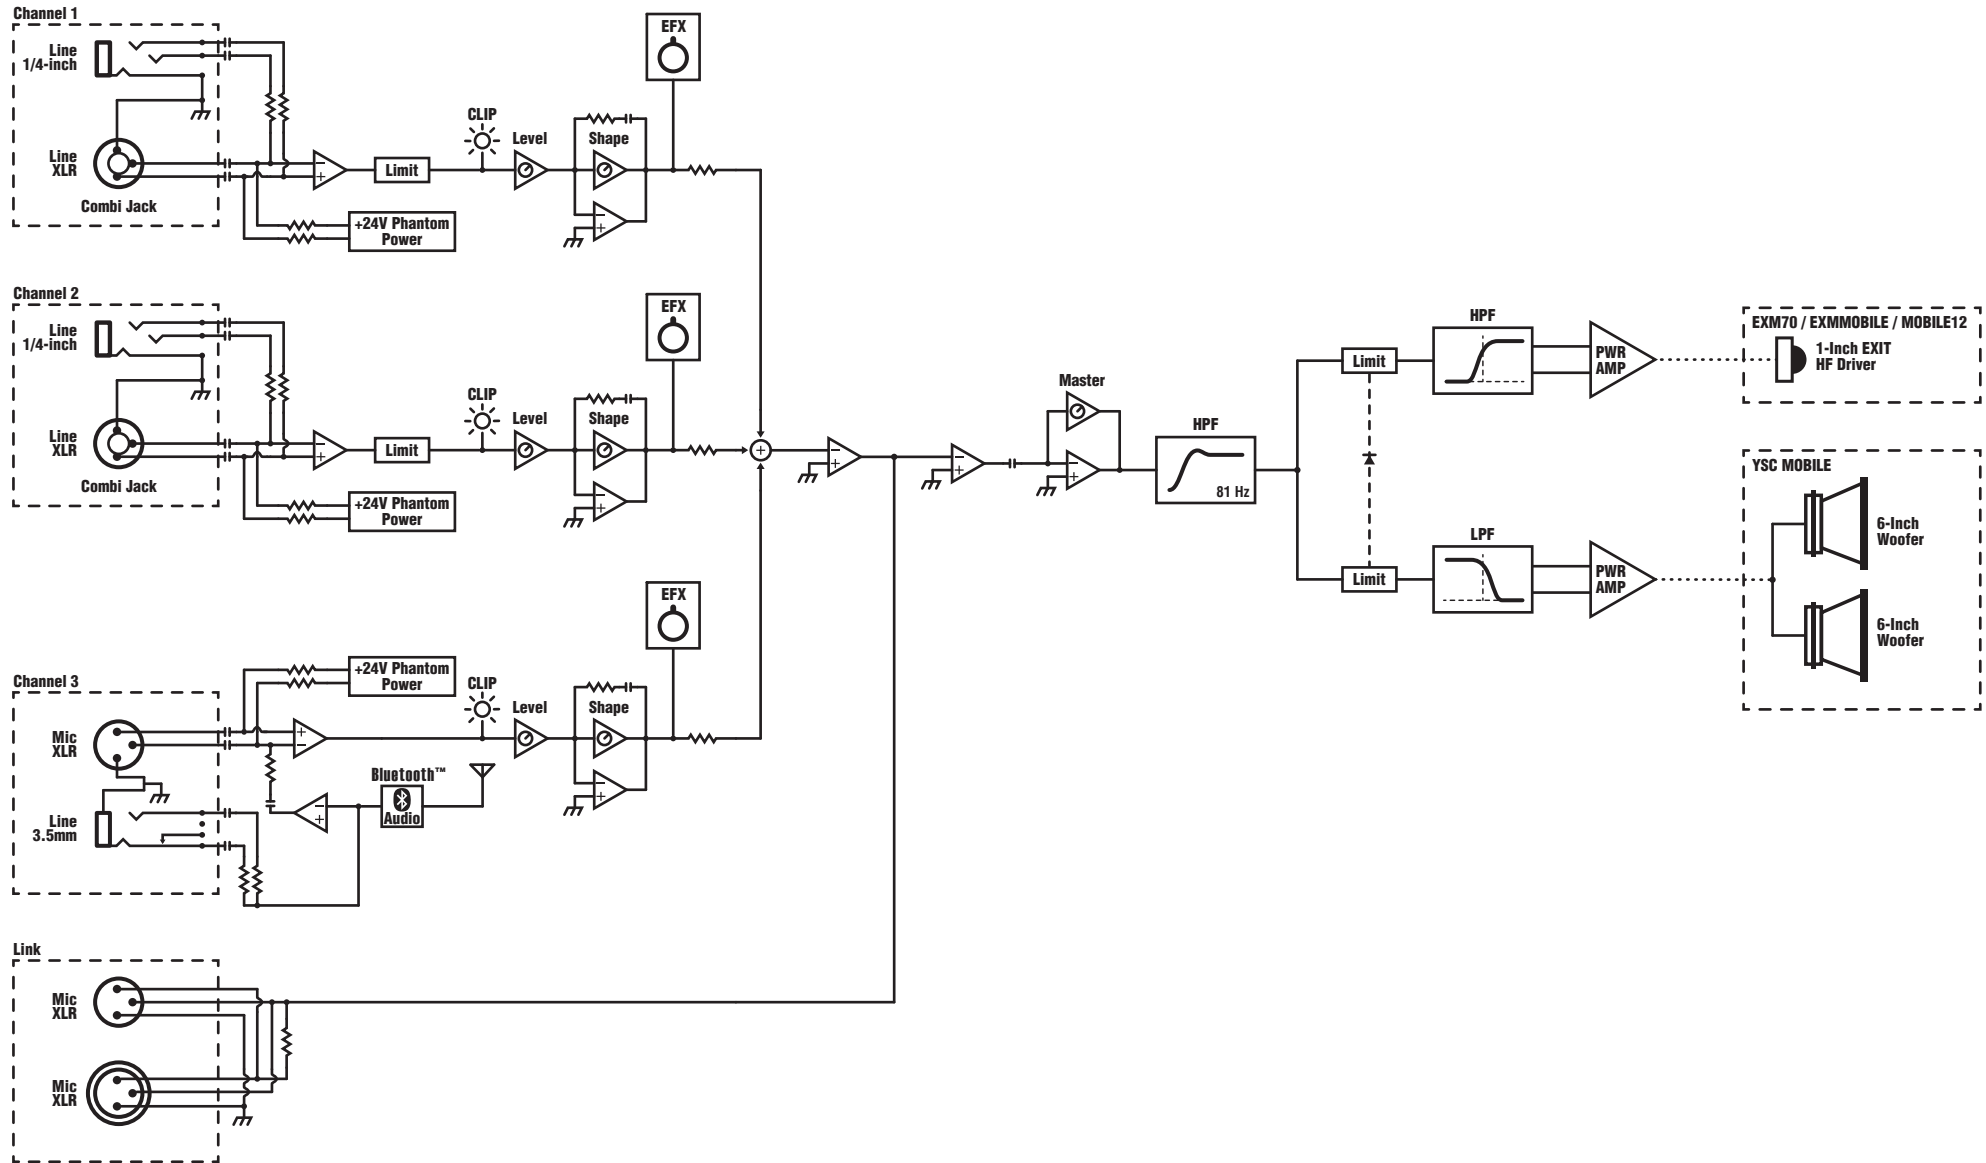 Channel 1
Line
1/4-inch
Line
XLR
Combi Jack
+24V Phantom
Power
Limit
CLIP
Level
Shape
EFX
Channel 2
Line
1/4-inch
Line
XLR
Combi Jack
+24V Phantom
Power
Limit
CLIP
Level
Shape
EFX
Master
HPF
81 Hz
Limit
Limit
HPF
LPF
PWR
AMP
PWR
AMP
EXM70 / EXMMOBILE / MOBILE12
1-Inch EXIT
HF Driver
YSC MOBILE
6-Inch
Woofer
6-Inch
Woofer
Channel 3
Mic
XLR
Line
3.5mm
+24V Phantom
Power
Bluetooth™
Audio
CLIP
Level
Shape
EFX
Link
Mic
XLR
Mic
XLR